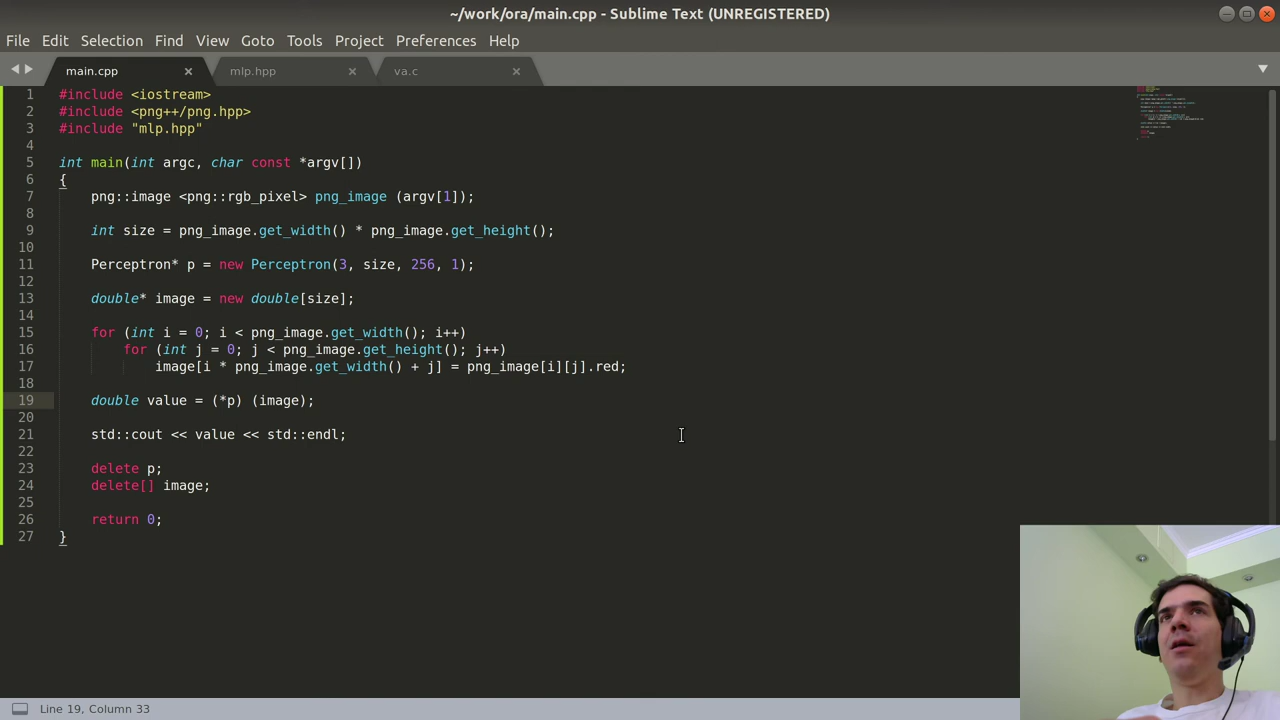 ~/work/ora/main.cpp - Sublime Text (UNREGISTERED)
File Edit Selection Find View Goto Tools Project Preferences Help
main.cpp mlp.hpp va.c
1 #include <iostream>
2 #include <png++/png.hpp>
3 #include "mlp.hpp"
4
5 int main(int argc, char const *argv[])
6 {
7 png::image <png::rgb_pixel> png_image (argv[1]);
8
9 int size = png_image.get_width() * png_image.get_height();
10
11 Perceptron* p = new Perceptron(3, size, 256, 1);
12
13 double* image = new double[size];
14
15 for (int i = 0; i < png_image.get_width(); i++)
16 for (int j = 0; j < png_image.get_height(); j++)
17 image[i * png_image.get_width() + j] = png_image[i][j].red;
18
19 double value = (*p) (image);
20
21 std::cout << value << std::endl;
22
23 delete p;
24 delete[] image;
25
26 return 0;
27 }
Line 19, Column 33